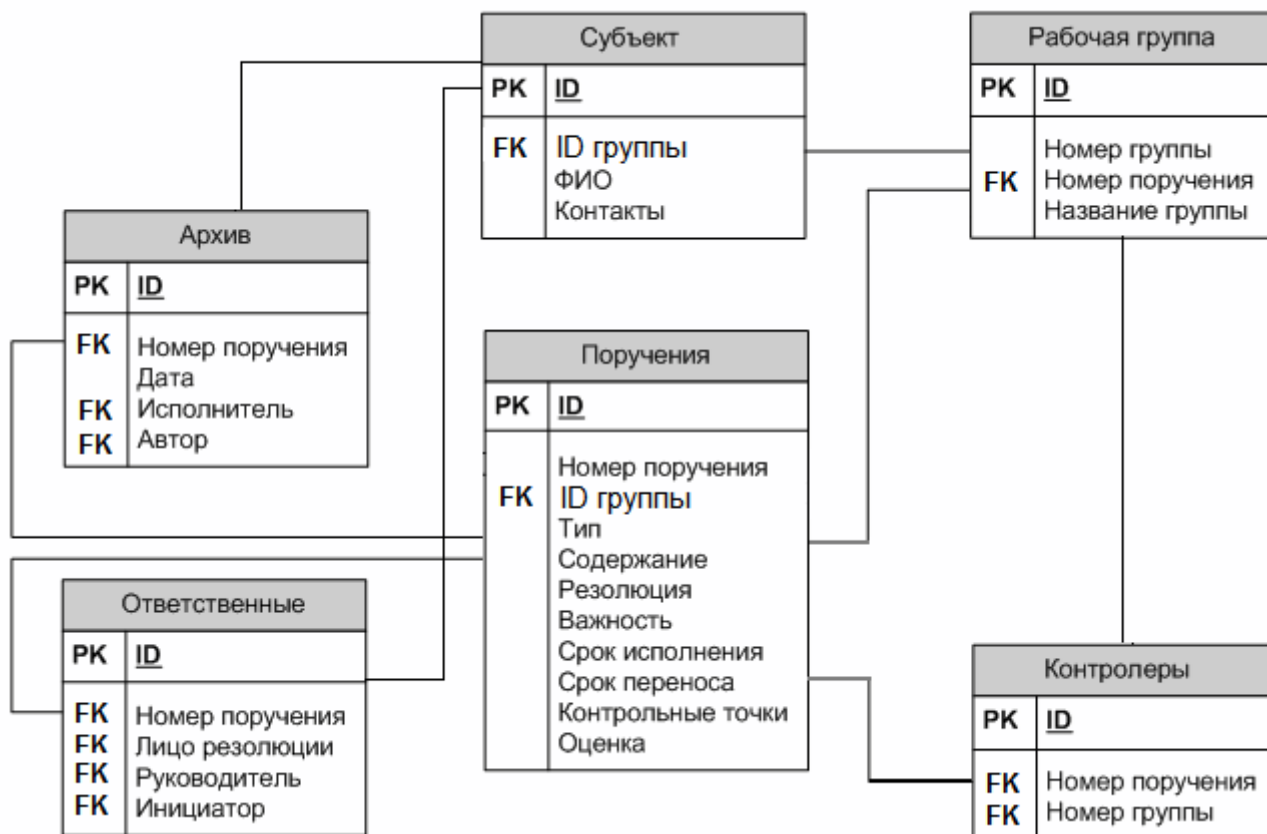 Субъект
PK ID
FK ID группы
ФИО
Контакты
Рабочая группа
PK ID
Номер группы
FK Номер поручения
Название группы
Архив
PK ID
FK Номер поручения
Дата
FK Исполнитель
FK Автор
Поручения
PK ID
Номер поручения
FK ID группы
Тип
Содержание
Резолюция
Важность
Срок исполнения
Срок переноса
Контрольные точки
Оценка
Ответственные
PK ID
FK Номер поручения
FK Лицо резолюции
FK Руководитель
FK Инициатор
Контролеры
PK ID
FK Номер поручения
FK Номер группы